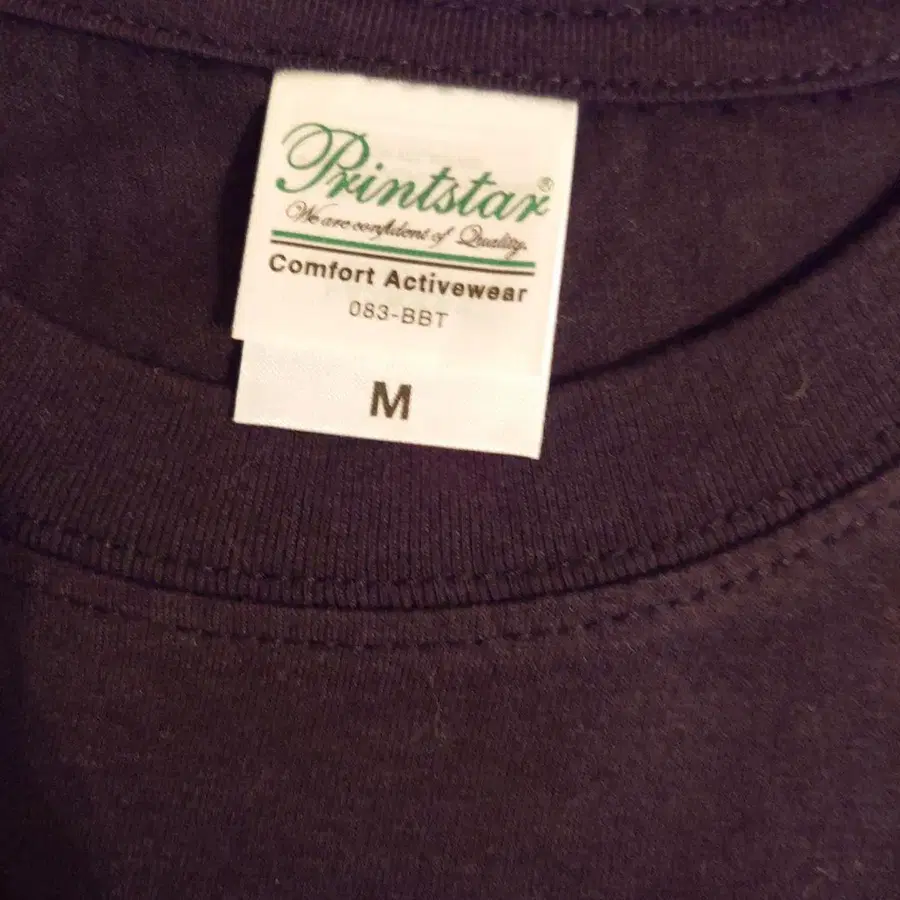 Printstar®
We are confident of Quality.
Comfort Activewear
083-BBT
M